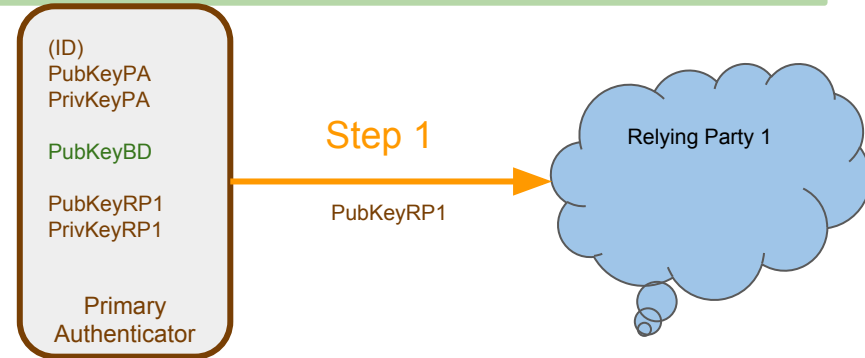 (ID)
PubKeyPA
PrivKeyPA
PubKeyBD
PubKeyRP1
PrivKeyRP1
Primary
Authenticator
Step 1
PubKeyRP1
Relying Party 1